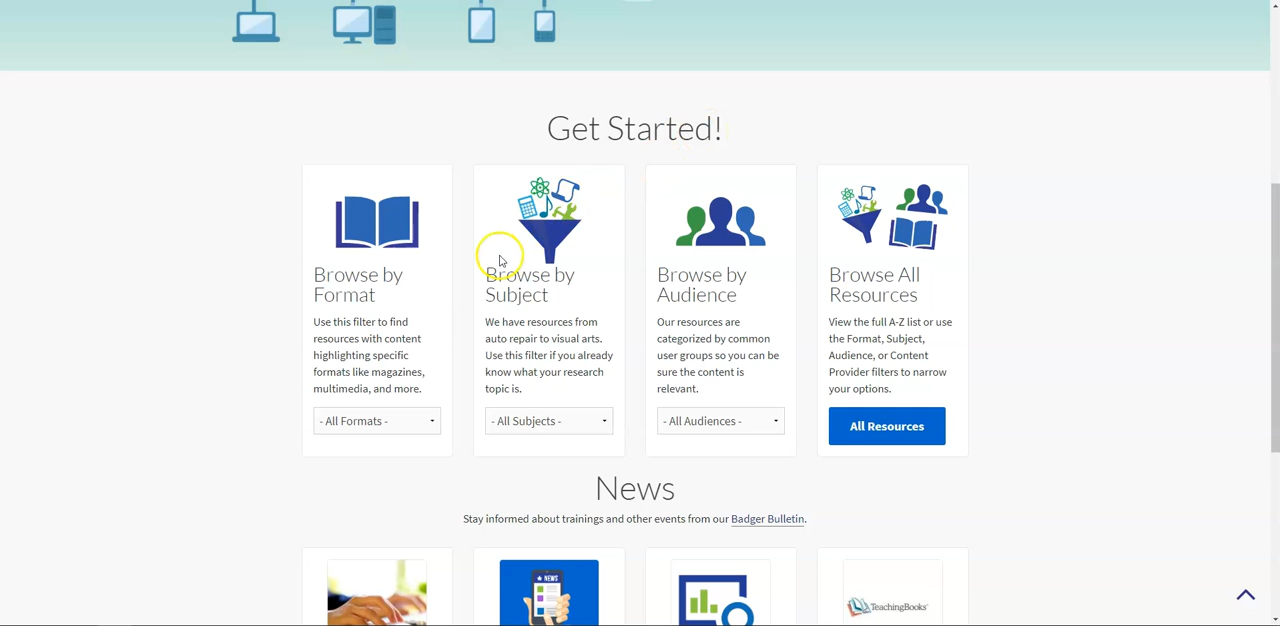 Get Started!
Browse by
Format
Use this filter to find
resources with content
highlighting specific
formats like magazines,
multimedia, and more.
- All Formats -
Browse by
Subject
We have resources from
auto repair to visual arts.
Use this filter if you already
know what your research
topic is.
- All Subjects -
Browse by
Audience
Our resources are
categorized by common
user groups so you can be
sure the content is
relevant.
- All Audiences -
Browse All
Resources
View the full A-Z list or use
the Format, Subject,
Audience, or Content
Provider filters to narrow
your options.
All Resources
News
Stay informed about trainings and other events from our Badger Bulletin.
NEWS
TeachingBooks